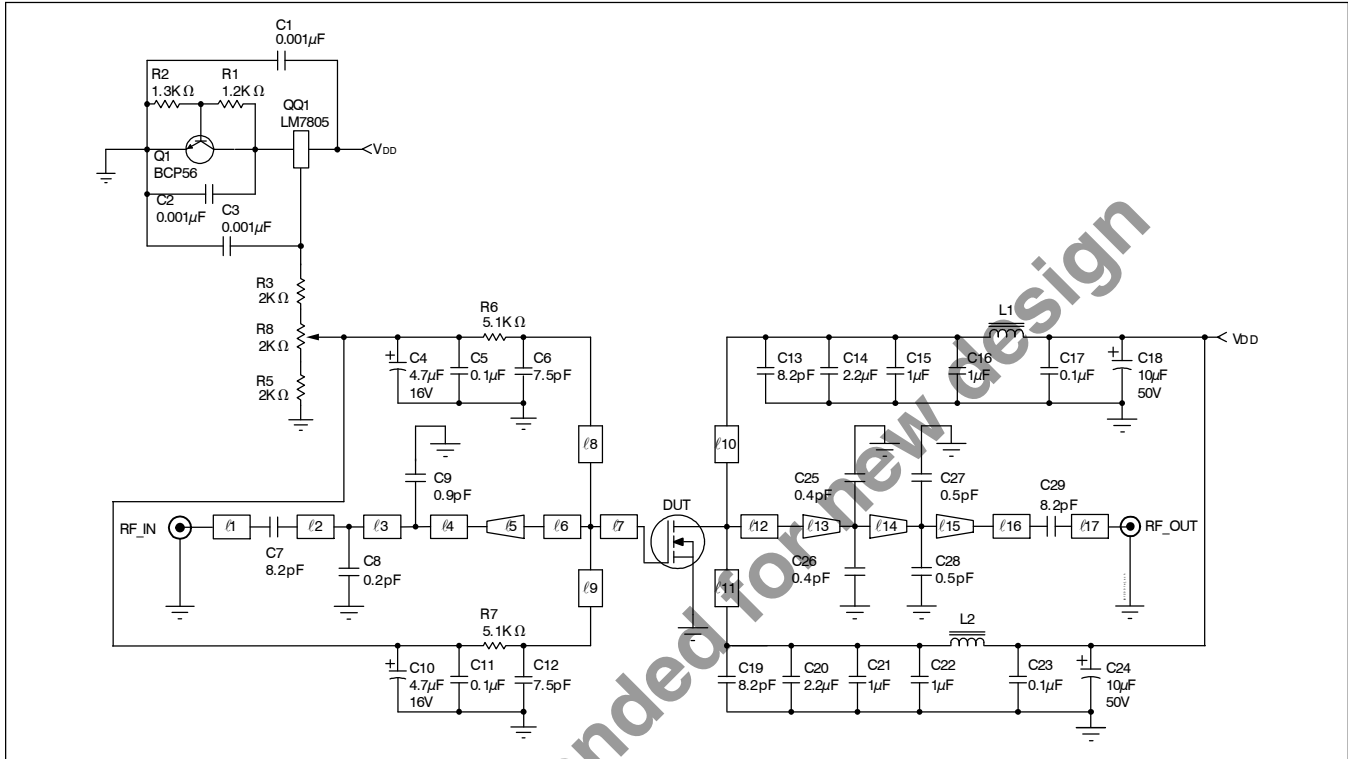 C1
0.001µF
R2
1.3K Ω
R1
1.2K Ω
QQ1
LM7805
VDD
Q1
BCP56
C2
0.001µF
C3
0.001µF
R3
2K Ω
R8
2K Ω
R5
2K Ω
R6
5.1K Ω
C4
4.7µF
16V
C5
0.1µF
C6
7.5pF
L1
VDD
C13
8.2pF
C14
2.2µF
C15
1µF
C16
1µF
C17
0.1µF
C18
10µF
50V
ℓ8
ℓ10
C9
0.9pF
C25
0.4pF
C27
0.5pF
C29
8.2pF
DUT
RF_IN
ℓ1
ℓ2
ℓ3
ℓ4
ℓ5
ℓ6
ℓ7
ℓ12
ℓ13
ℓ14
ℓ15
ℓ16
ℓ17
RF_OUT
C7
8.2pF
C8
0.2pF
C26
0.4pF
C28
0.5pF
ℓ9
ℓ11
R7
5.1K Ω
L2
C10
4.7µF
16V
C11
0.1µF
C12
7.5pF
C19
8.2pF
C20
2.2µF
C21
1µF
C22
1µF
C23
0.1µF
C24
10µF
50V
nded for new design